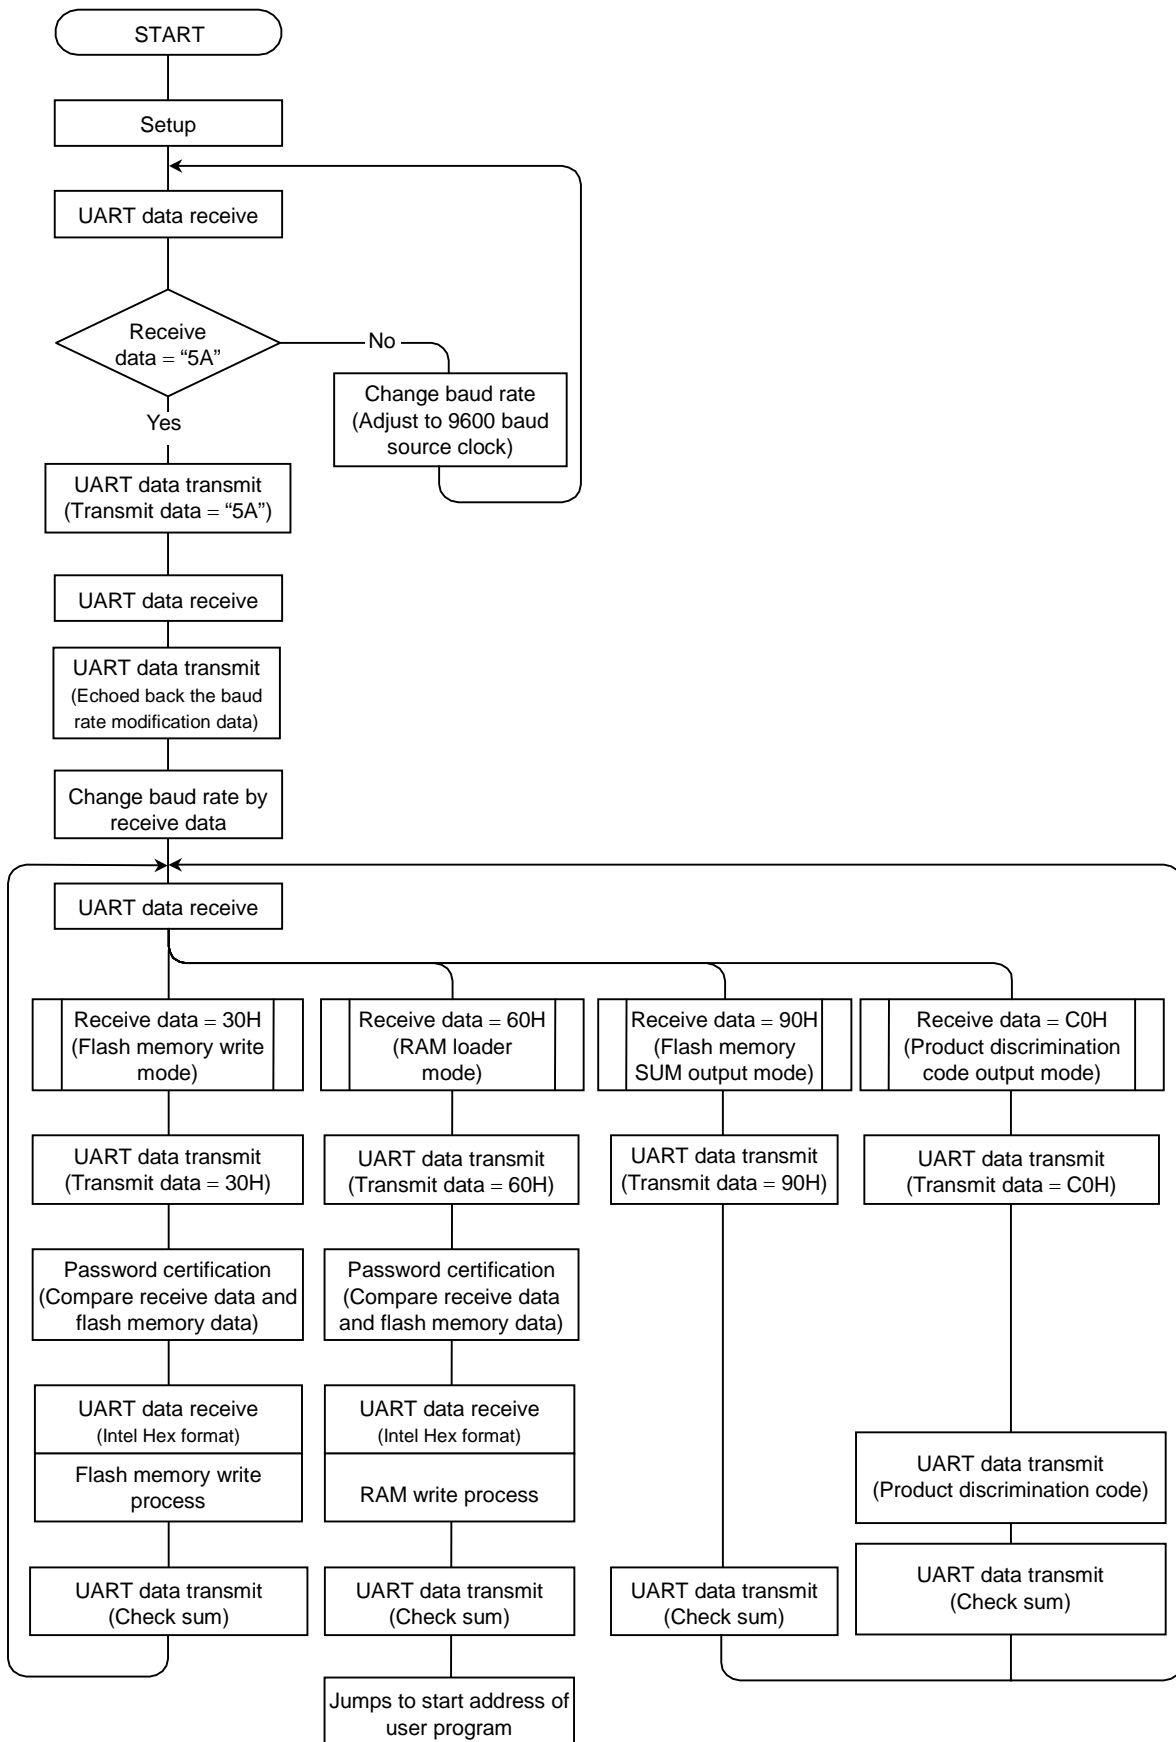 START
Setup
UART data receive
Receive
data = “5A”
No
Change baud rate
(Adjust to 9600 baud
source clock)
Yes
UART data transmit
(Transmit data = “5A”)
UART data receive
UART data transmit
(Echoed back the baud
rate modification data)
Change baud rate by
receive data
UART data receive
Receive data = 30H
(Flash memory write
mode)
Receive data = 60H
(RAM loader
mode)
Receive data = 90H
(Flash memory
SUM output mode)
Receive data = C0H
(Product discrimination
code output mode)
UART data transmit
(Transmit data = 30H)
UART data transmit
(Transmit data = 60H)
UART data transmit
(Transmit data = 90H)
UART data transmit
(Transmit data = C0H)
Password certification
(Compare receive data and
flash memory data)
Password certification
(Compare receive data
and flash memory data)
UART data receive
(Intel Hex format)
Flash memory write
process
UART data receive
(Intel Hex format)
RAM write process
UART data transmit
(Product discrimination code)
UART data transmit
(Check sum)
UART data transmit
(Check sum)
UART data transmit
(Check sum)
UART data transmit
(Check sum)
Jumps to start address of
user program